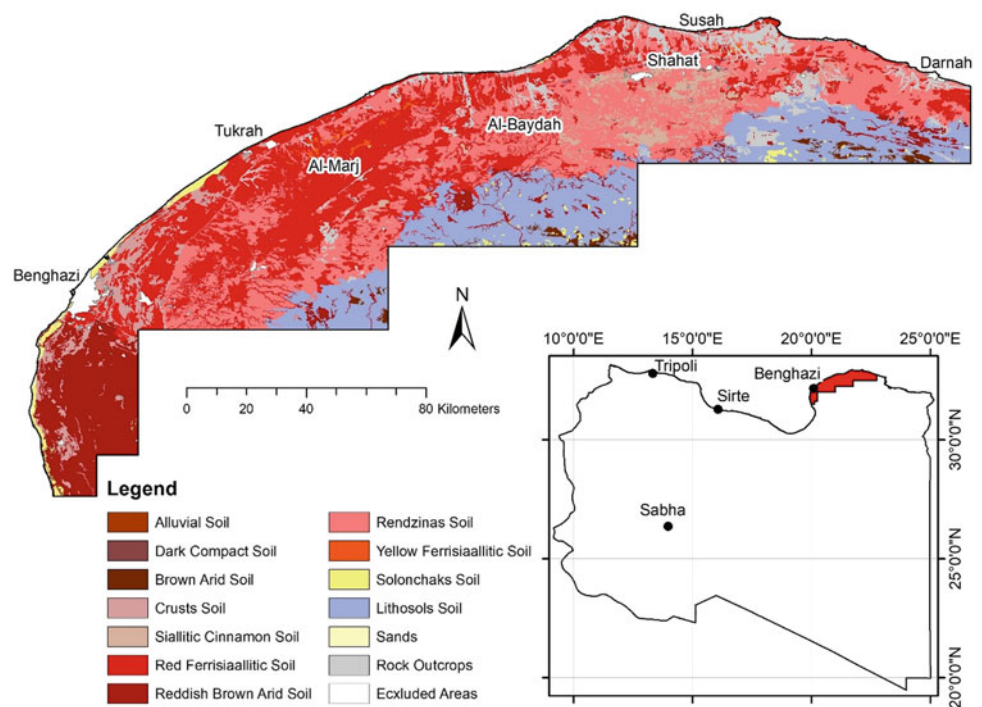 Susah
Shahat
Darnah
Tukrah
Al-Baydah
Al-Marj
Benghazi
N
0 20 40 80 Kilometers
10°0'0"E 15°0'0"E 20°0'0"E 25°0'0"E
Tripoli
Benghazi
Sirte
30°0'0"N
Sabha
25°0'0"N
20°0'0"N
Legend
Alluvial Soil
Dark Compact Soil
Brown Arid Soil
Crusts Soil
Siallitic Cinnamon Soil
Red Ferrisiaallitic Soil
Reddish Brown Arid Soil
Rendzinas Soil
Yellow Ferrisiaallitic Soil
Solonchaks Soil
Lithosols Soil
Sands
Rock Outcrops
Ecxluded Areas